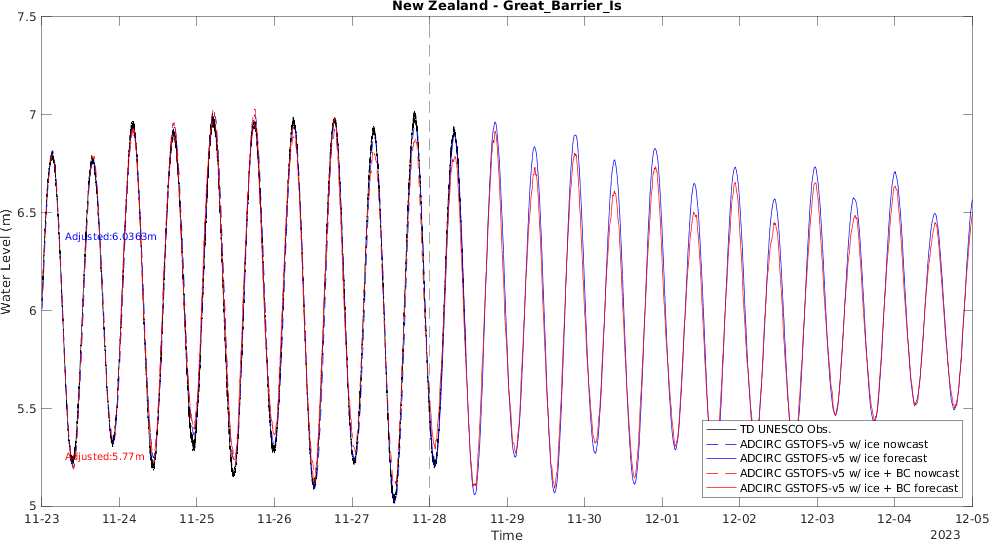 New Zealand - Great_Barrier_Is
7.5
7
6.5
6
5.5
5
Water Level (m)
Adjusted:6.0363m
Adjusted:5.77m
TD UNESCO Obs.
ADCIRC GSTOFS-v5 w/ ice nowcast
ADCIRC GSTOFS-v5 w/ ice forecast
ADCIRC GSTOFS-v5 w/ ice + BC nowcast
ADCIRC GSTOFS-v5 w/ ice + BC forecast
11-23 11-24 11-25 11-26 11-27 11-28 11-29 11-30 12-01 12-02 12-03 12-04 12-05
Time
2023